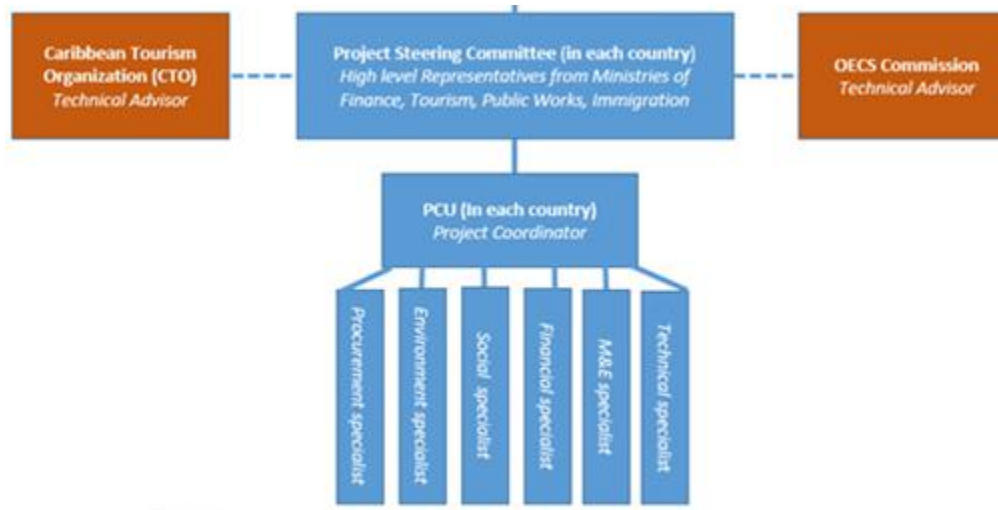 Caribbean Tourism
Organization (CTO)
Technical Advisor
Project Steering Committee (in each country)
High level Representatives from Ministries of
Finance, Tourism, Public Works, Immigration
OECS Commission
Technical Advisor
PCU (In each country)
Project Coordinator
Procurement specialist
Environment specialist
Social specialist
Financial specialist
M&E specialist
Technical specialist